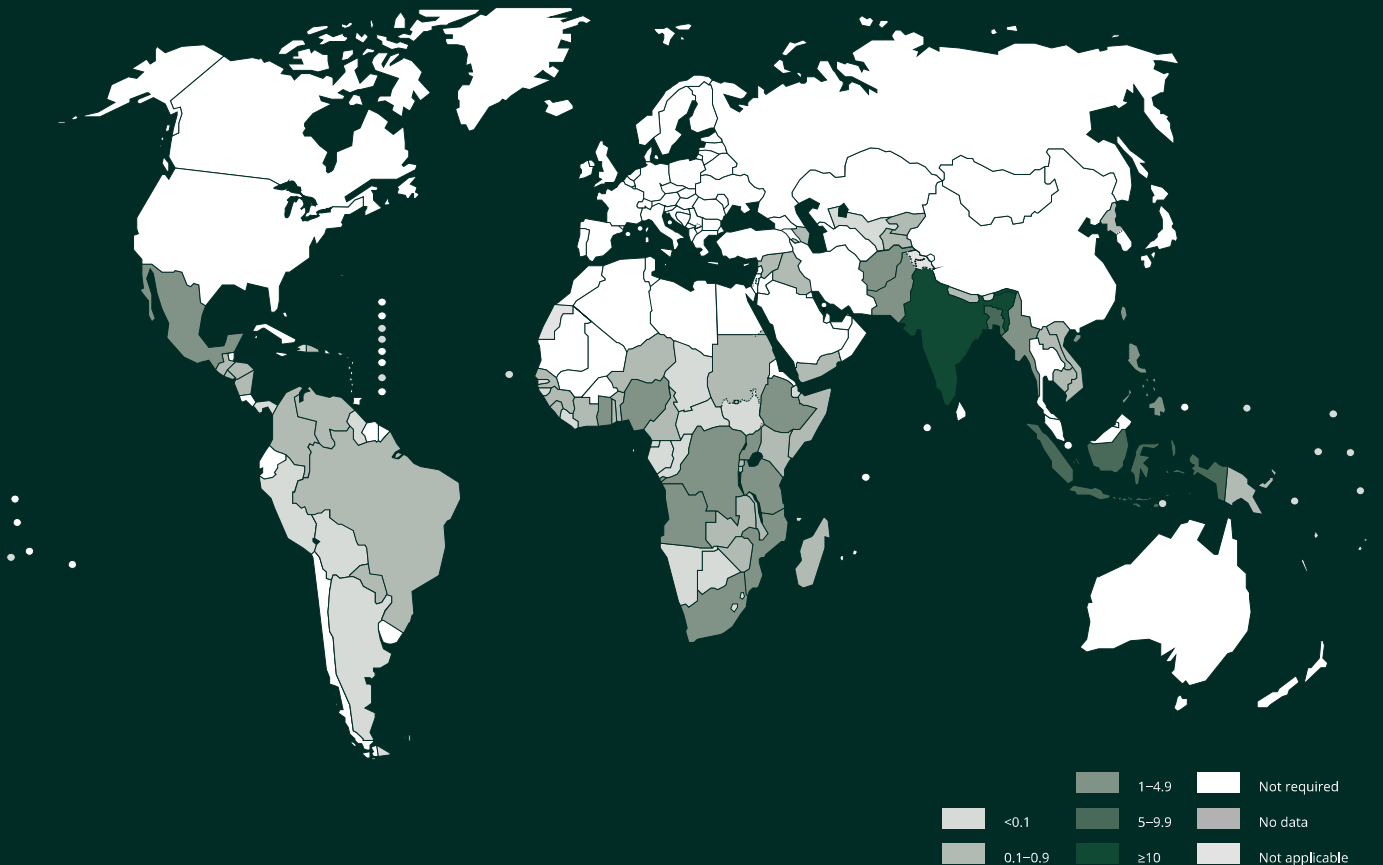 1–4.9 Not required
<0.1 5–9.9 No data
0.1–0.9 ≥10 Not applicable